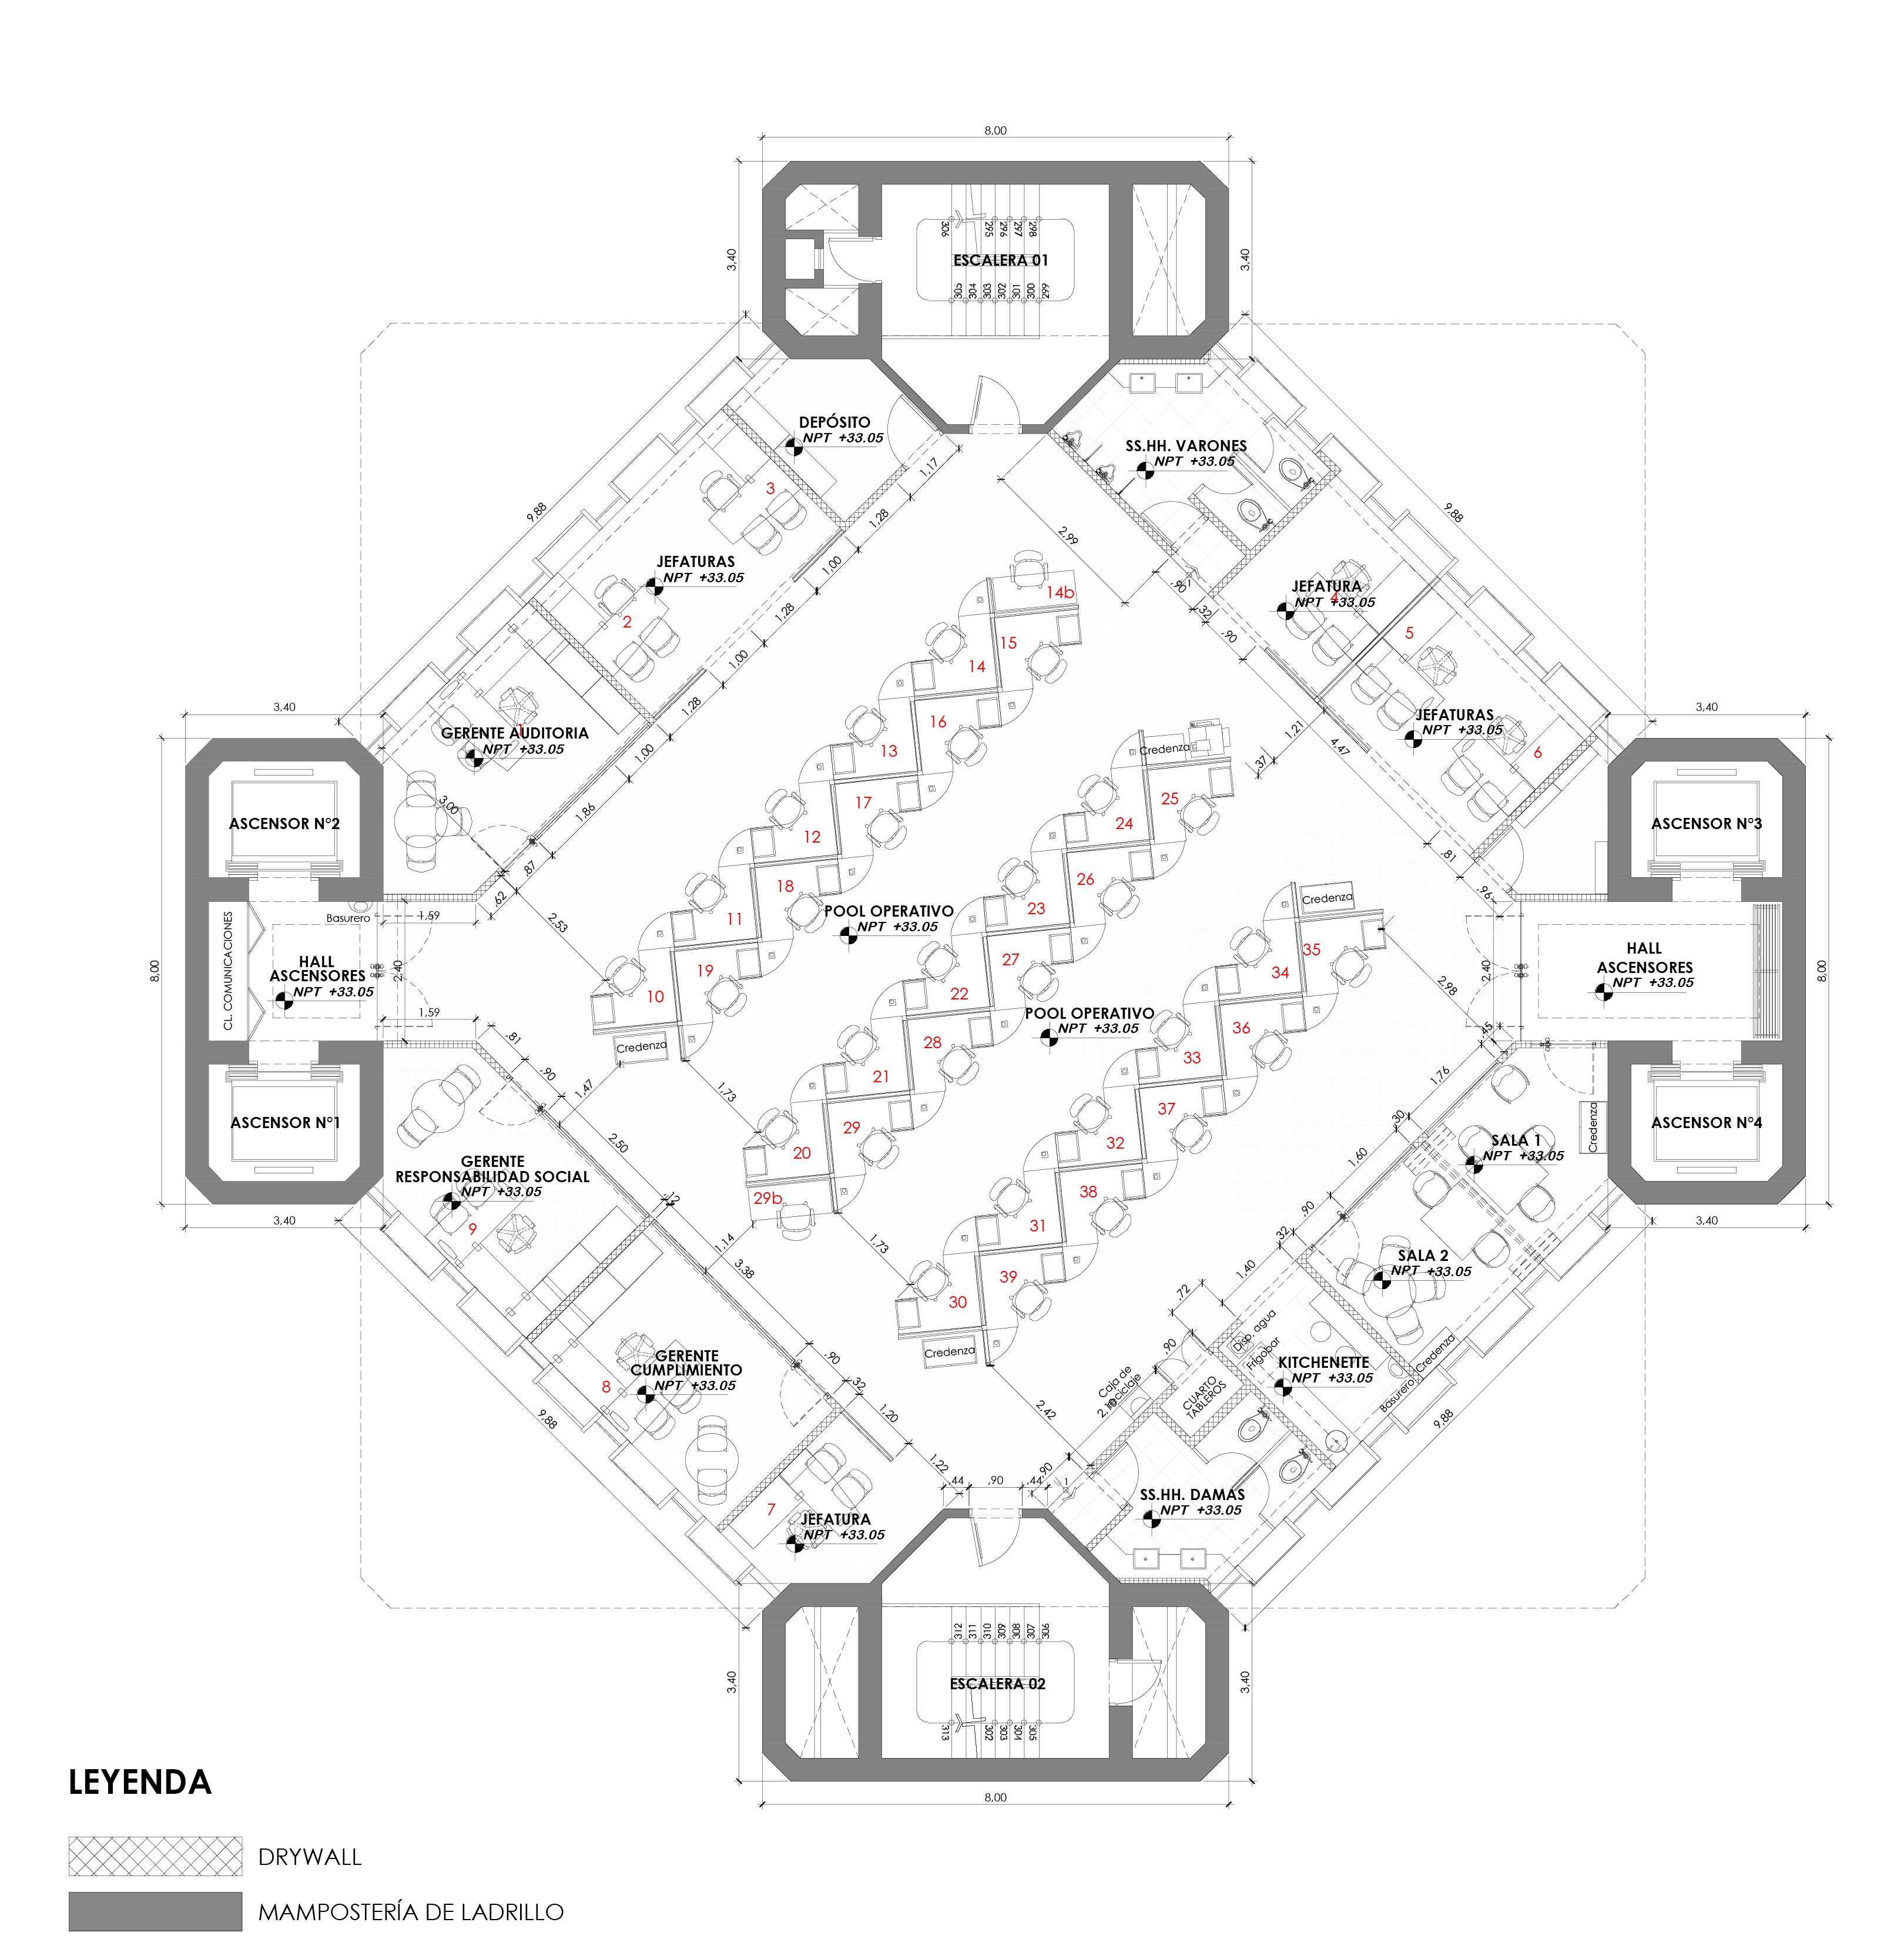 8,00
3,40
3,40
306
295
296
297
298
ESCALERA 01
305
304
303
302
301
300
299
DEPÓSITO
NPT +33.05
SS.HH. VARONES
NPT +33.05
9,88
9,88
1,17
3
1,28
2,99
JEFATURAS
NPT +33.05
1,00
JEFATURA
NPT +33.05
4
,90
14b
2
1,28
,32
5
15
,90
1,00
14
3,40
1,28
3,40
1
GERENTE AUDITORIA
NPT +33.05
16
JEFATURAS
NPT +33.05
1,21
4,47
6
13
Credenza
1,00
,37
3,00
17
25
1,86
ASCENSOR N°2
24
ASCENSOR N°3
12
,81
,87
18
26
,62
,96
Basurero
1,59
11
23
Credenza
POOL OPERATIVO
NPT +33.05
2,53
35
CL. COMUNICACIONES
HALL
ASCENSORES
NPT +33.05
2,40
27
HALL
ASCENSORES
NPT +33.05
8,00
8,00
19
34
2,40
2,98
10
22
1,59
POOL OPERATIVO
NPT +33.05
36
,45
,81
28
Credenza
33
,90
21
1,47
1,76
1,73
37
ASCENSOR N°1
,30
Credenza
ASCENSOR N°4
29
2,50
32
SALA 1
NPT +33.05
20
1,60
GERENTE
RESPONSABILIDAD SOCIAL
NPT +33.05
,12
29b
38
,90
3,40
9
31
3,40
1,14
1,73
,32
3,38
SALA 2
NPT +33.05
1,40
39
,72
30
Disp. agua
,90
Frigobar
Credenza
GERENTE
CUMPLIMIENTO
NPT +33.05
,90
Credenza
KITCHENETTE
NPT +33.05
8
,32
Caja de
reciclaje
CUARTO
TABLEROS
Basurero
9,88
1,20
2,42
2,10
9,88
1,22
,44
,90
,44
,90
1
7
JEFATURA
NPT +33.05
SS.HH. DAMAS
NPT +33.05
312
311
310
309
308
307
306
3,40
ESCALERA 02
3,40
313
302
303
304
305
8,00
LEYENDA
DRYWALL
MAMPOSTERÍA DE LADRILLO